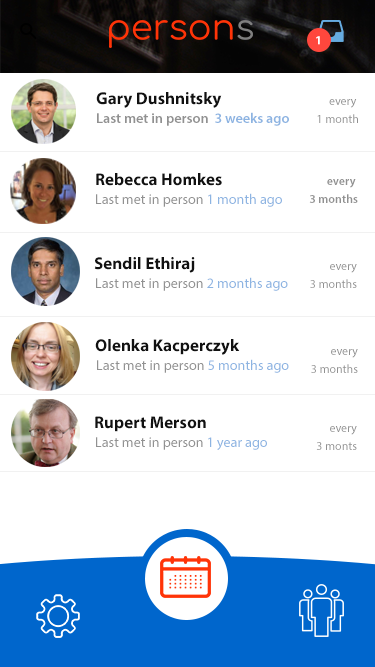 persons
1
Gary Dushnitsky
every
Last met in person 3 weeks ago
1 month
Rebecca Homkes
every
Last met in person 1 month ago
3 months
Sendil Ethiraj
every
Last met in person 2 months ago
3 months
Olenka Kacperczyk
every
Last met in person 5 months ago
3 months
Rupert Merson
every
Last met in person 1 year ago
3 monts